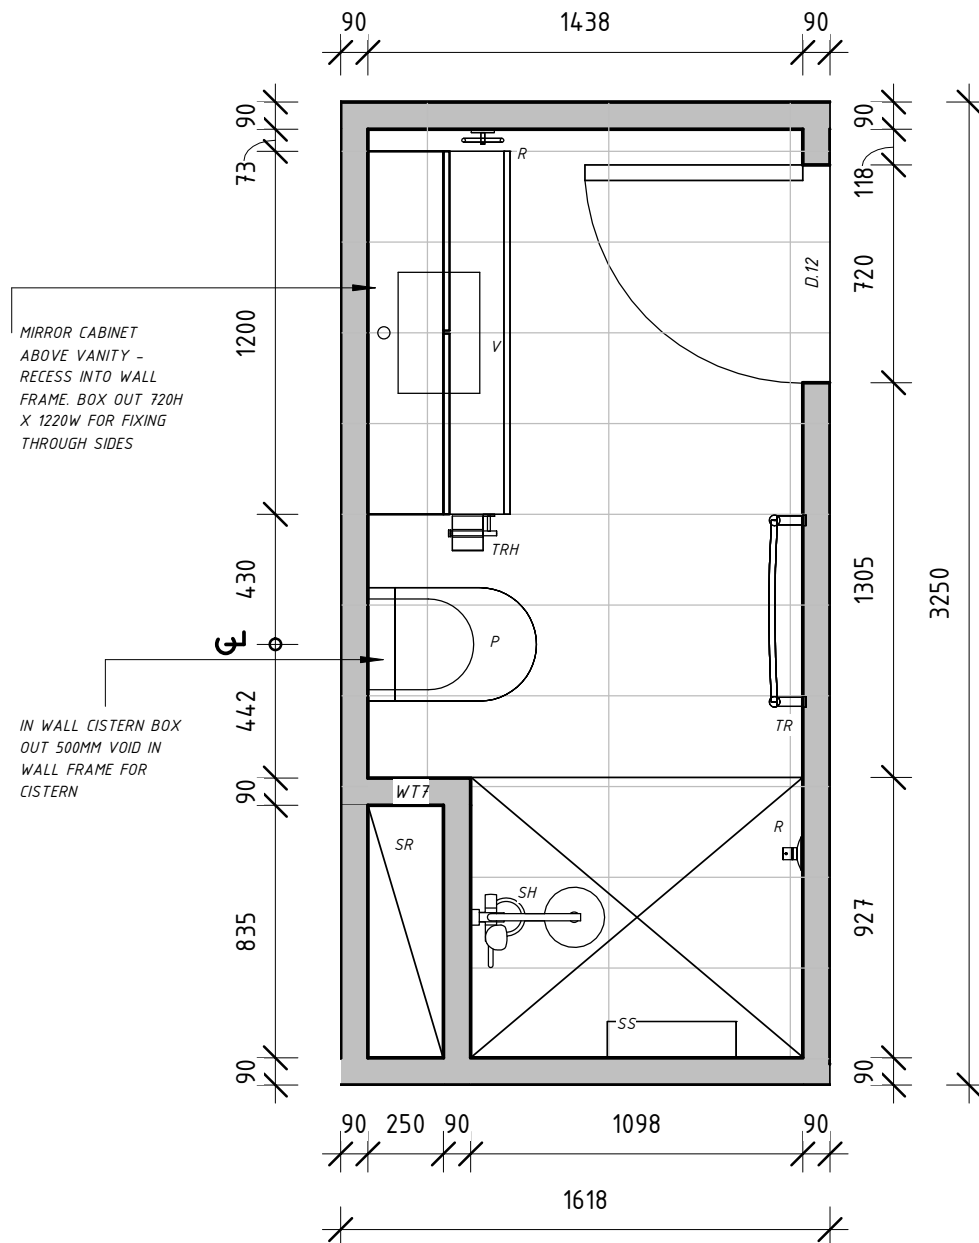 90 1438 90
90
73
90
118
R
D.12
720
1200
V
MIRROR CABINET
ABOVE VANITY -
RECESS INTO WALL
FRAME. BOX OUT 720H
X 1220W FOR FIXING
THROUGH SIDES
TRH
430
1305
3250
P
CL
442
IN WALL CISTERN BOX
OUT 500MM VOID IN
WALL FRAME FOR
CISTERN
TR
90
WT7
SR
R
SH
835
927
SS
90
90
90 250 90 1098 90
1618